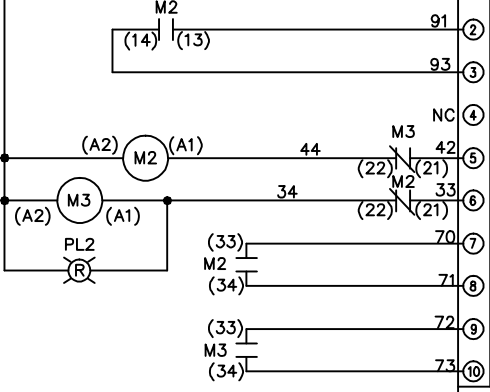 M2
91 2
(14) (13)
93 3
NC 4
M3
(A2) M2 (A1) 44 42 5
(22) (21)
M2
M3 34 33 6
(A2) (A1) (22) (21)
PL2
R
(33) 70 7
M2
(34) 71 8
(33) 72 9
M3
(34) 73 10